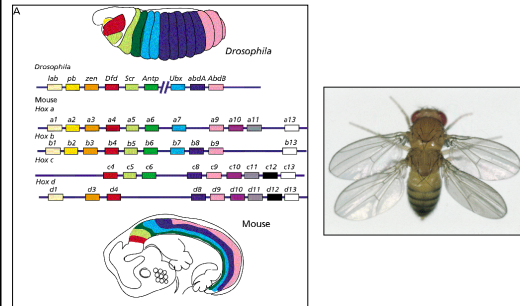 A
Drosophila
Drosophila
lab pb zen Dfd Scr Antp Ubx abdA AbdB
Mouse
Hox a
a1 a2 a3 a4 a5 a6 a7 a9 a10 a11 a13
Hox b
b1 b2 b3 b4 b5 b6 b7 b8 b9
Hox c
c4 c5 c6 c8 c9 c10 c11 c12 c13
Hox d
d1 d3 d4 d8 d9 d10 d11 d12 d13
Mouse